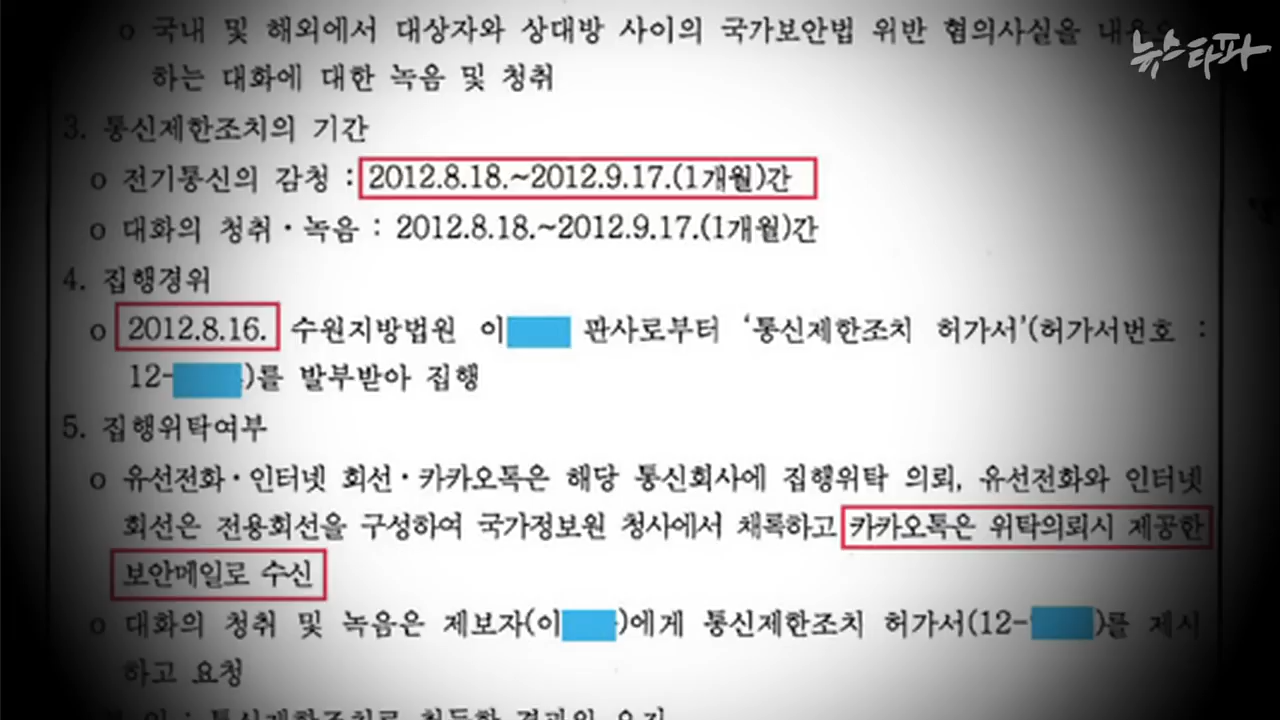 o 국내 및 해외에서 대상자와 상대방 사이의 국가보안법 위반 혐의사실을
뉴스타파
하는 대화에 대한 녹음 및 청취
3. 통신제한조치의 기간
o 전기통신의 감청 : 2012.8.18.~2012.9.17.(1개월)간
o 대화의 청취·녹음 : 2012.8.18.~2012.9.17.(1개월)간
4. 집행경위
o 2012.8.16. 수원지방법원 이 판사로부터 '통신제한조치 허가서'(허가서번호 :
12- )를 발부받아 집행
5. 집행위탁여부
o 유선전화·인터넷 회선·카카오톡은 해당 통신회사에 집행위탁 의뢰, 유선전화와 인터넷
회선은 전용회선을 구성하여 국가정보원 청사에서 채록하고 카카오톡은 위탁의뢰시 제공한
보안메일로 수신
o 대화의 청취 및 녹음은 제보자(이 )에게 통신제한조치 허가서(12- )를 제시
하고 요청